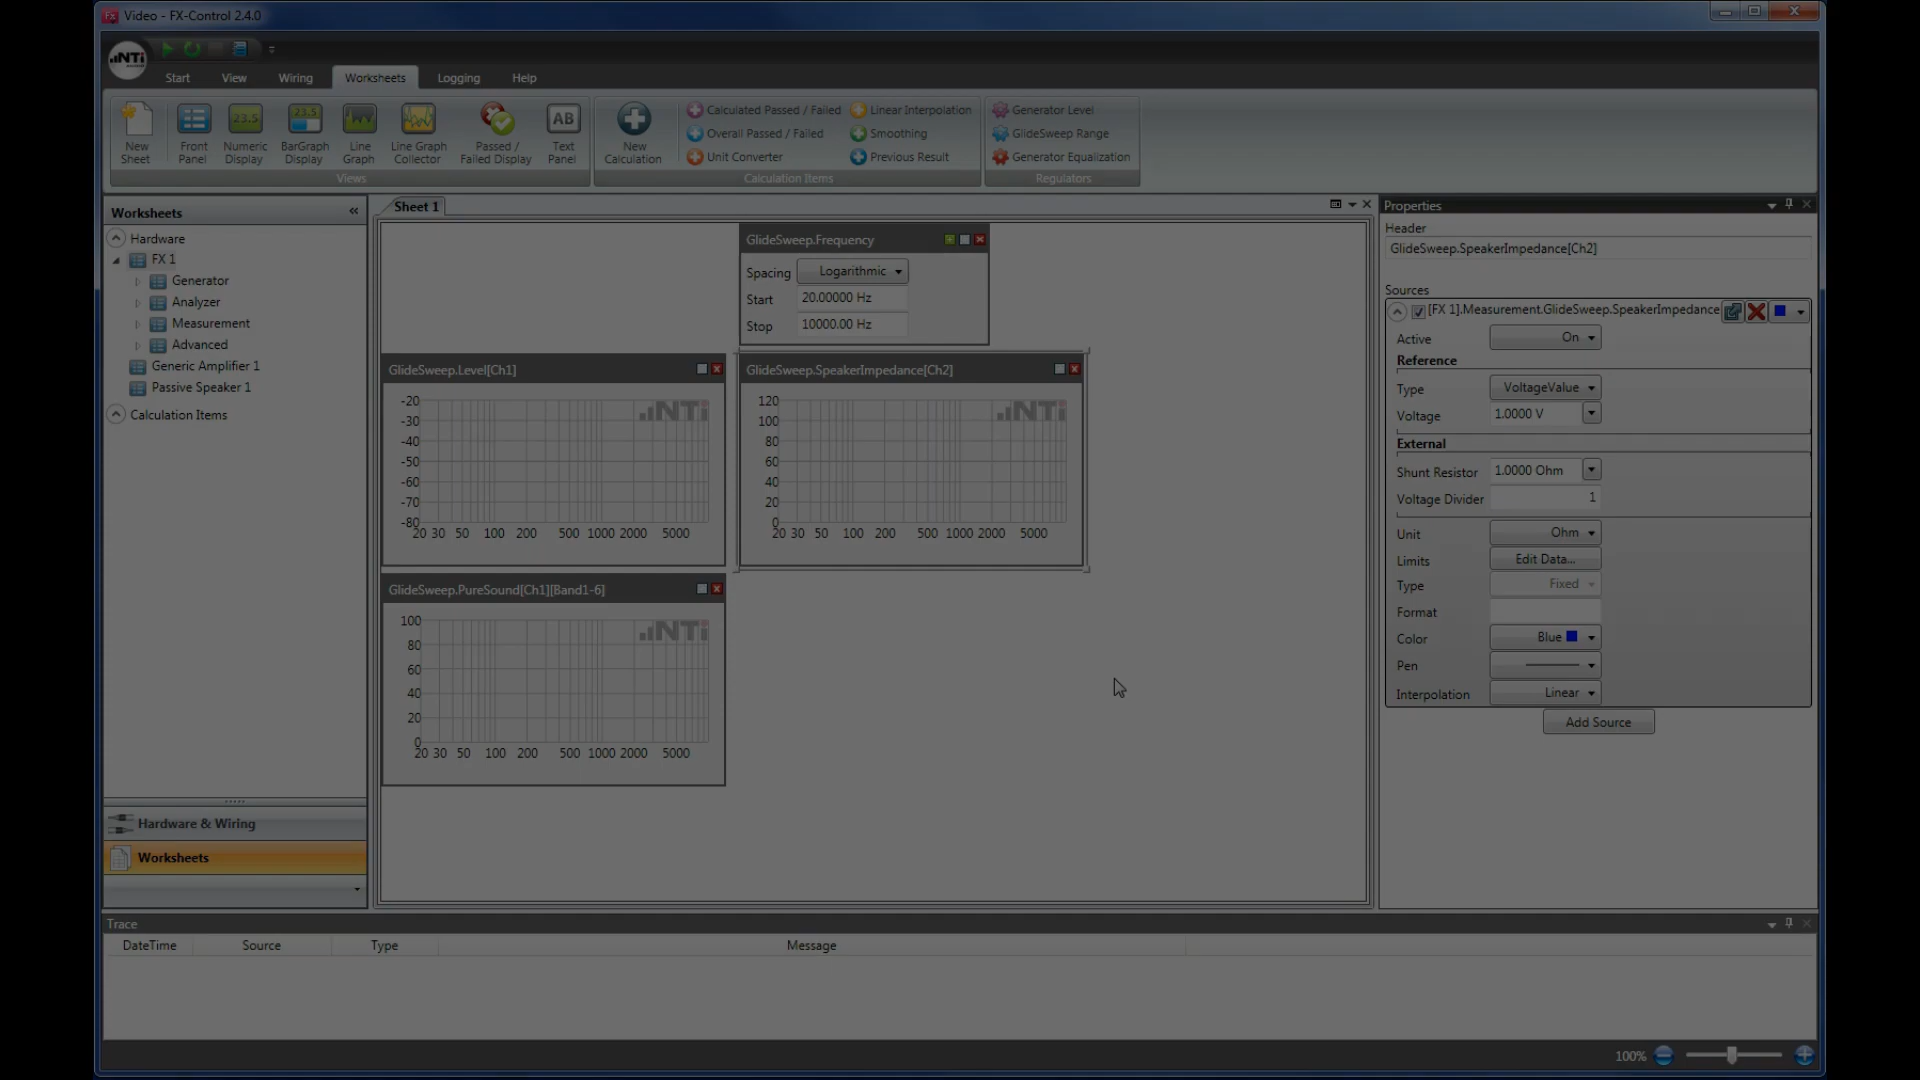 Video - FX-Control 2.4.0
NTi
Start View Wiring Worksheets Logging Help
New Sheet
Front Panel
23.5
Numeric Display
23.5
BarGraph Display
Line Graph
Line Graph Collector
Passed / Failed Display
AB
Text Panel
Views
New Calculation
Calculated Passed / Failed
Overall Passed / Failed
Unit Converter
Linear Interpolation
Smoothing
Previous Result
Calculation Items
Generator Level
GlideSweep Range
Generator Equalization
Regulators
Worksheets
Hardware
FX 1
Generator
Analyzer
Measurement
Advanced
Generic Amplifier 1
Passive Speaker 1
Calculation Items
Hardware & Wiring
Worksheets
Sheet 1
GlideSweep.Frequency
Spacing Logarithmic
Start 20.00000 Hz
Stop 10000.00 Hz
GlideSweep.Level[Ch1]
NTi
-20
-30
-40
-50
-60
-70
-80
20 30 50 100 200 500 1000 2000 5000
GlideSweep.SpeakerImpedance[Ch2]
NTi
120
100
80
60
40
20
0
20 30 50 100 200 500 1000 2000 5000
GlideSweep.PureSound[Ch1][Band1-6]
NTi
100
80
60
40
20
0
20 30 50 100 200 500 1000 2000 5000
Properties
Header
GlideSweep.SpeakerImpedance[Ch2]
Sources
[FX 1].Measurement.GlideSweep.SpeakerImpedance
Active On
Reference
Type VoltageValue
Voltage 1.0000 V
External
Shunt Resistor 1.0000 Ohm
Voltage Divider 1
Unit Ohm
Limits Edit Data...
Type Fixed
Format
Color Blue
Pen
Interpolation Linear
Add Source
Trace
DateTime Source Type Message
100%